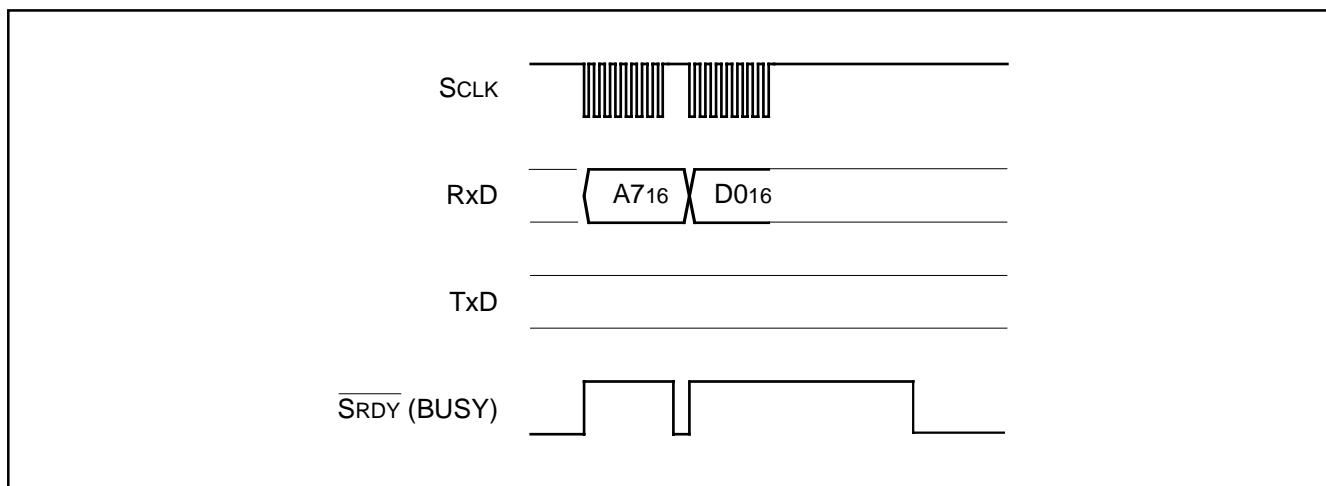 SCLK
RxD
A716
D016
TxD
SRDY (BUSY)